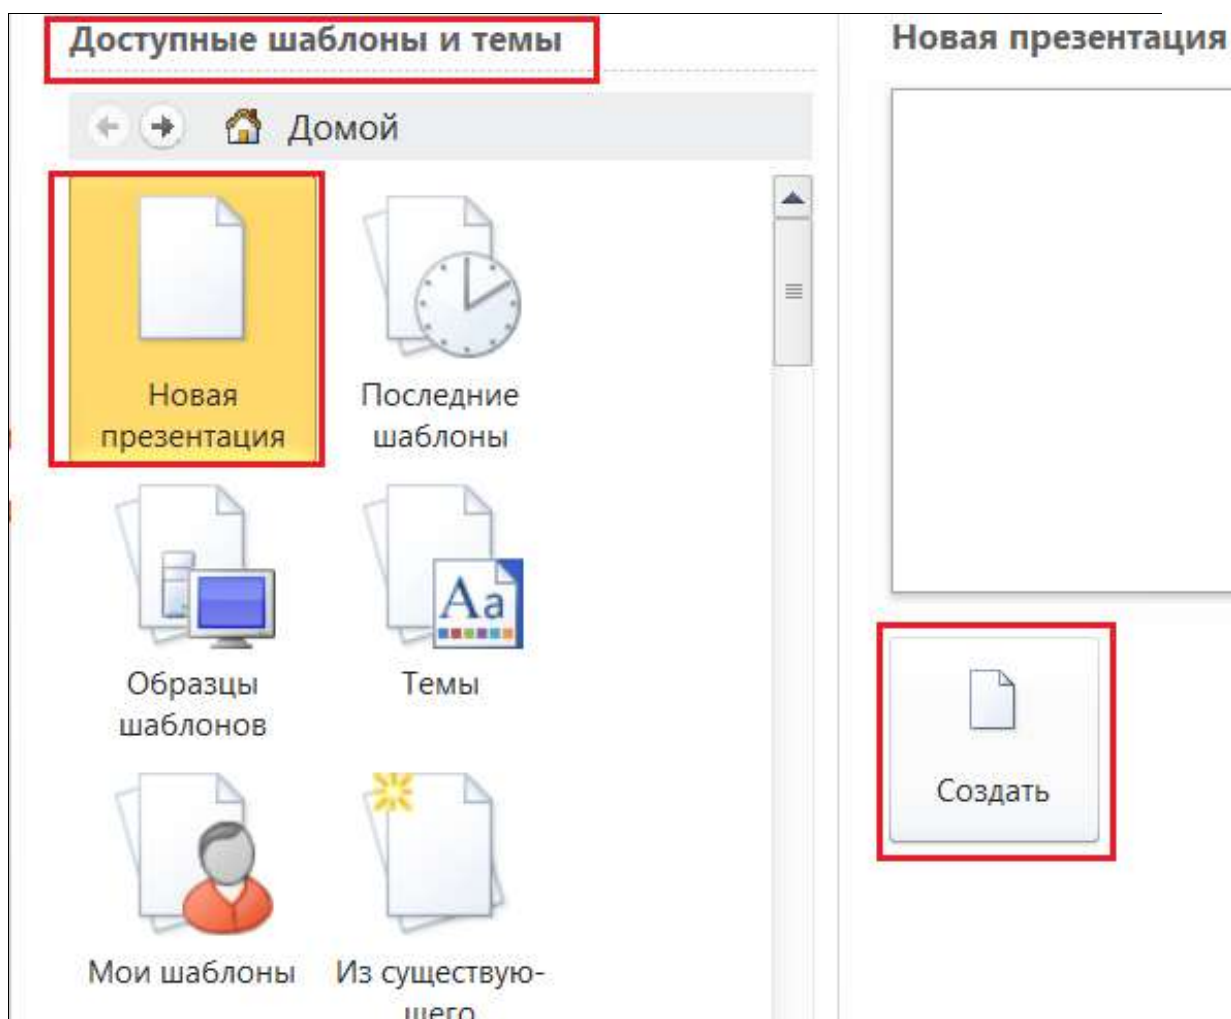 Доступные шаблоны и темы
Новая презентация
Домой
Новая
презентация
Последние
шаблоны
Образцы
шаблонов
Aa
Темы
Создать
Мои шаблоны
Из существую-
щего